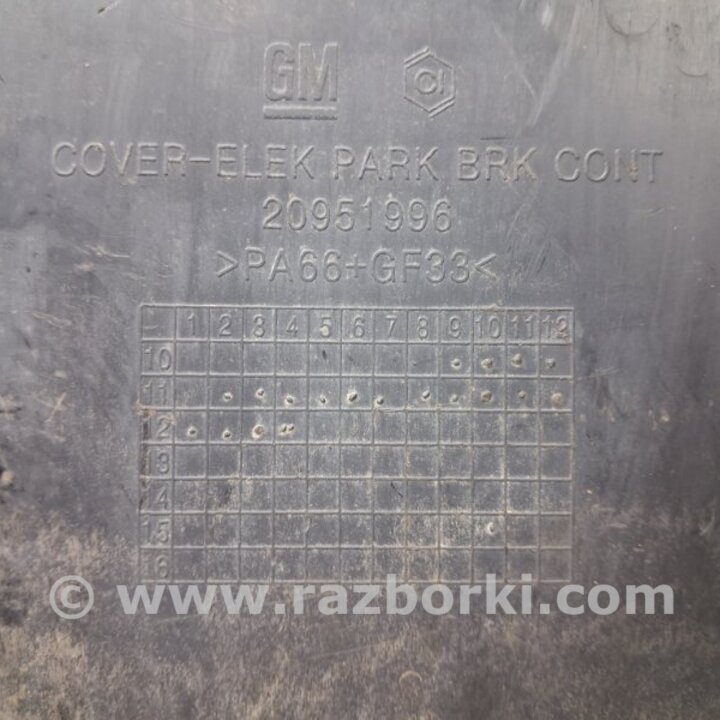 GM CI
COVER-ELEK PARK BRK CONT
20951996
>PA66+GF33<
1 2 3 4 5 6 7 8 9 10 11 12
10
11
12
13
14
15
16
© www.razborki.com